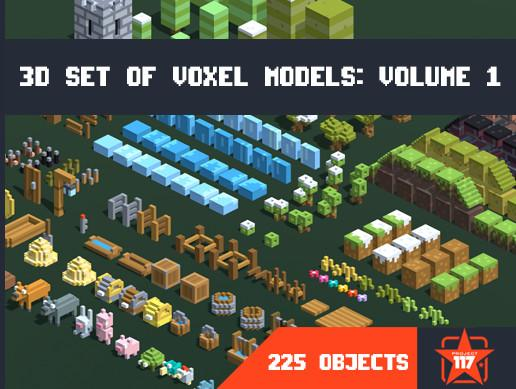 3D SET OF VOXEL MODELS: VOLUME 1
225 OBJECTS
PROJECT
117